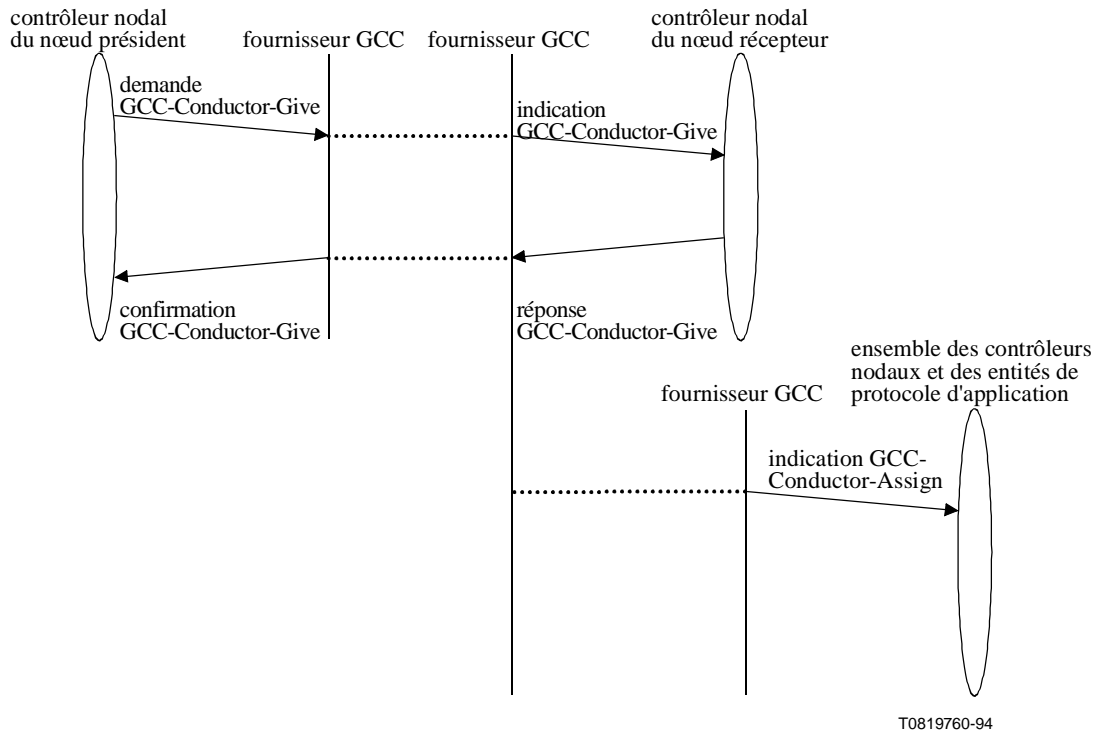 contrôleur nodal
du nœud président
fournisseur GCC
fournisseur GCC
contrôleur nodal
du nœud récepteur
demande
GCC-Conductor-Give
indication
GCC-Conductor-Give
confirmation
GCC-Conductor-Give
réponse
GCC-Conductor-Give
fournisseur GCC
ensemble des contrôleurs
nodaux et des entités de
protocole d'application
indication GCC-
Conductor-Assign
T0819760-94